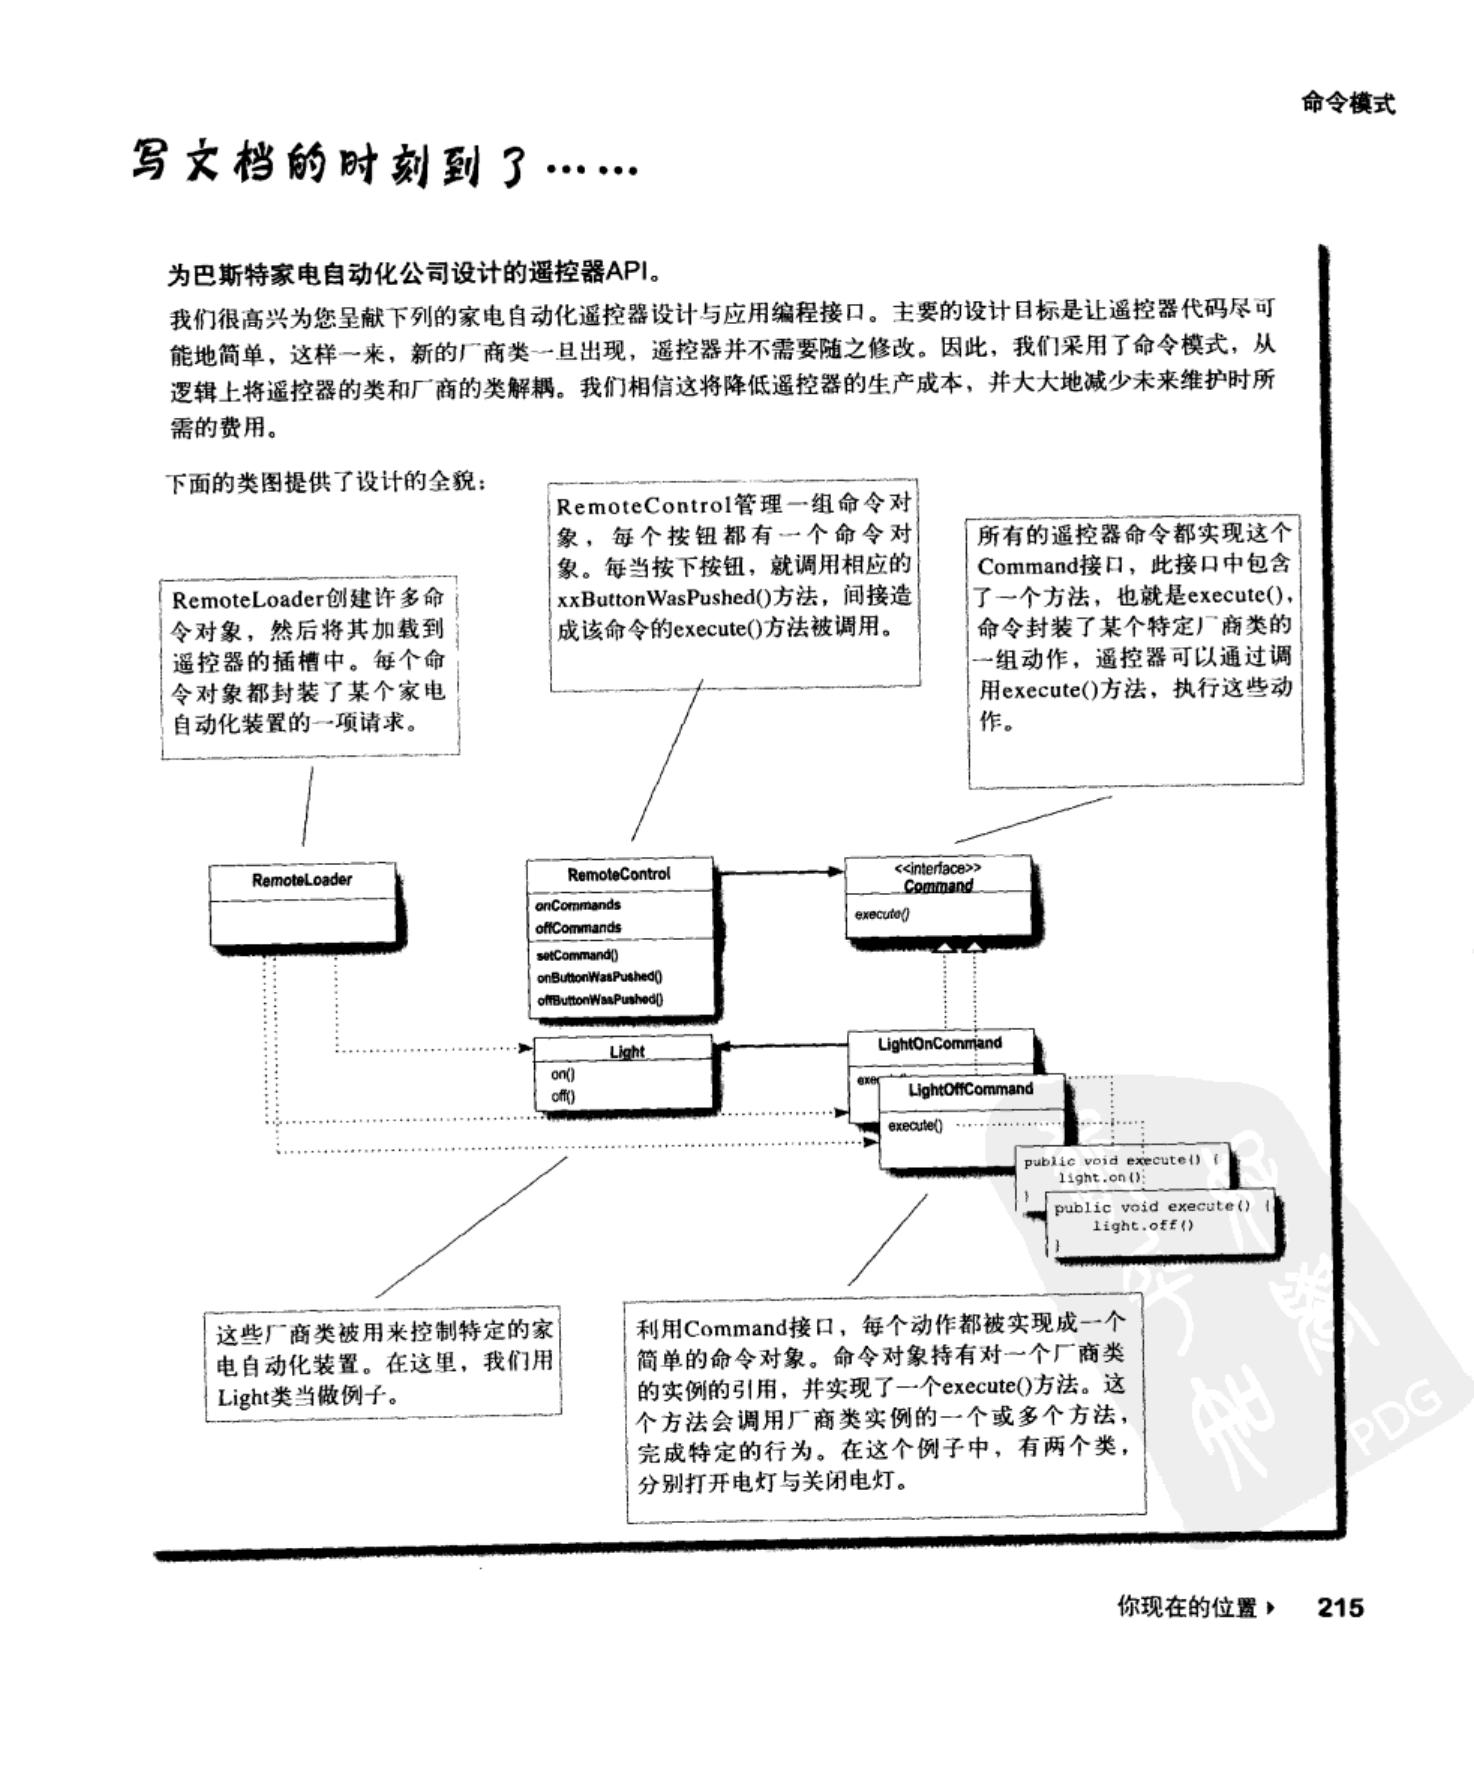 命令模式
写文档的时刻到了……
为巴斯特家电自动化公司设计的遥控器API。
我们很高兴为您呈献下列的家电自动化遥控器设计与应用编程接口。主要的设计目标是让遥控器代码尽可
能地简单，这样一来，新的厂商类一旦出现，遥控器并不需要随之修改。因此，我们采用了命令模式，从
逻辑上将遥控器的类和厂商的类解耦。我们相信这将降低遥控器的生产成本，并大大地减少未来维护时所
需的费用。
下面的类图提供了设计的全貌：
RemoteControl管理一组命令对
象，每个按钮都有一个命令对
象。每当按下按钮，就调用相应的
xxButtonWasPushed()方法，间接造
成该命令的execute()方法被调用。
所有的遥控器命令都实现这个
Command接口，此接口中包含
了一个方法，也就是execute()，
命令封装了某个特定厂商类的
一组动作，遥控器可以通过调
用execute()方法，执行这些动
作。
RemoteLoader创建许多命
令对象，然后将其加载到
遥控器的插槽中。每个命
令对象都封装了某个家电
自动化装置的一项请求。
RemoteLoader
RemoteControl
onCommands
offCommands
setCommand()
onButtonWasPushed()
offButtonWasPushed()
<<interface>>
Command
execute()
Light
on()
off()
LightOnCommand
LightOffCommand
execute()
public void execute() {
light.on();
}
public void execute() {
light.off()
}
这些厂商类被用来控制特定的家
电自动化装置。在这里，我们用
Light类当做例子。
利用Command接口，每个动作都被实现成一个
简单的命令对象。命令对象持有对一个厂商类
的实例的引用，并实现了一个execute()方法。这
个方法会调用厂商类实例的一个或多个方法，
完成特定的行为。在这个例子中，有两个类，
分别打开电灯与关闭电灯。
PDG
你现在的位置 215